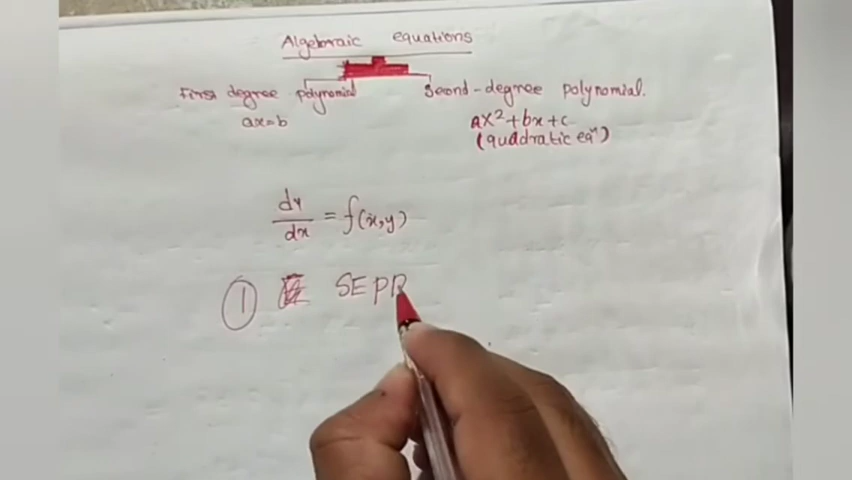 Algebraic equations
First degree polynomial
ax=b
Second-degree polynomial.
ax²+bx+c
(quadratic eqⁿ)
dy/dx = f(x,y)
① SEPR